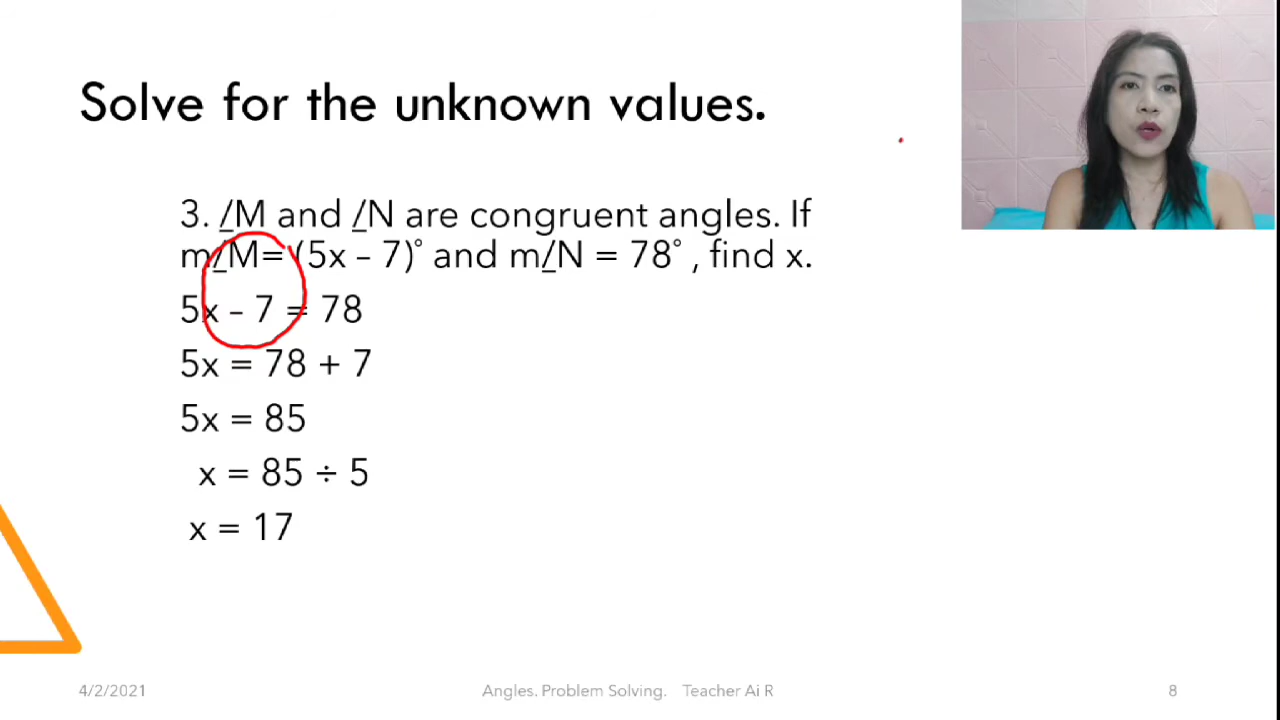 Solve for the unknown values.
3. ∠M and ∠N are congruent angles. If
m∠M= (5x – 7)° and m∠N = 78° , find x.
5x – 7 = 78
5x = 78 + 7
5x = 85
x = 85 ÷ 5
x = 17
4/2/2021
Angles. Problem Solving. Teacher Ai R
8